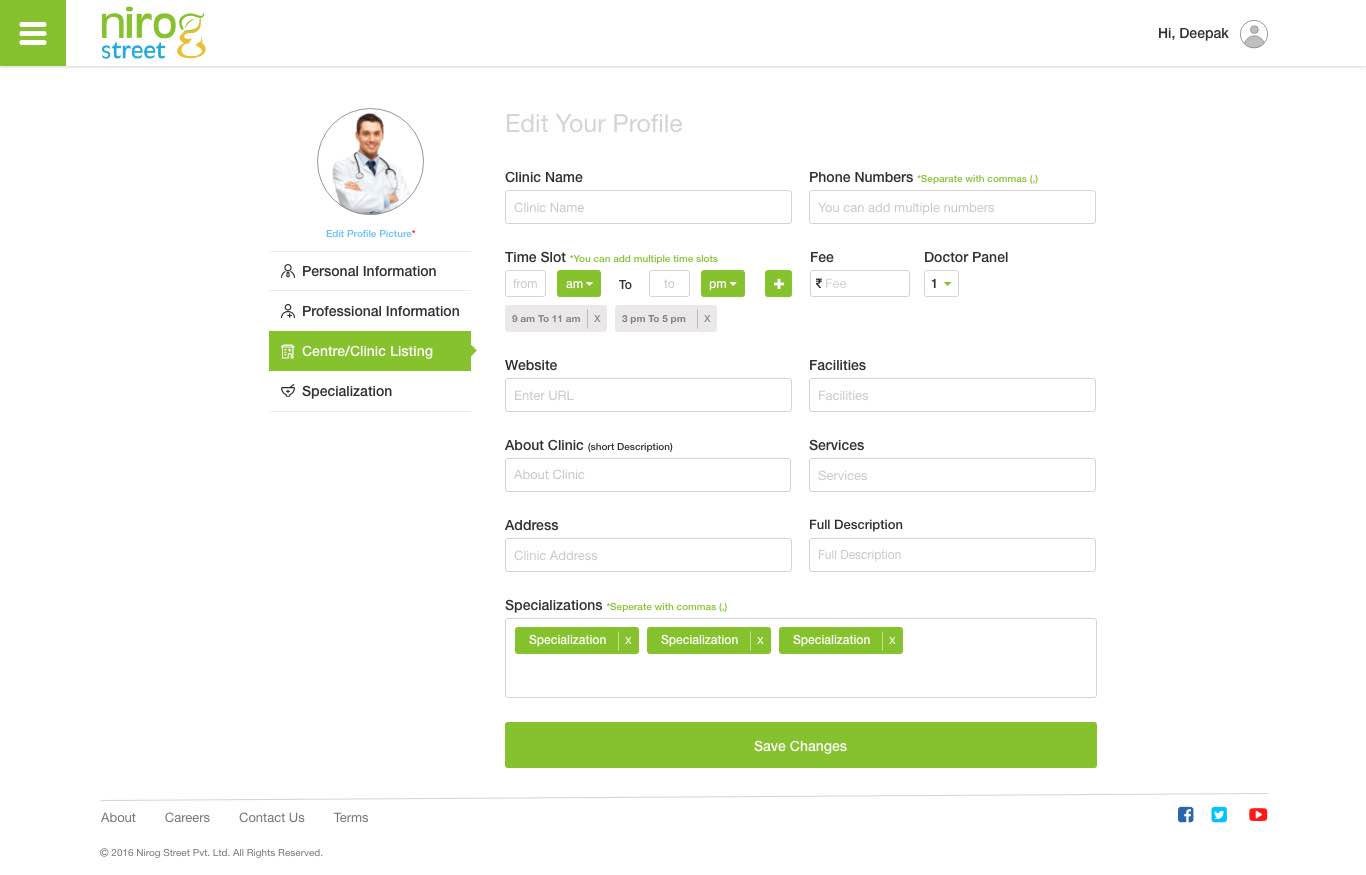 nirog
street
Hi, Deepak
Edit Profile Picture*
Personal Information
Professional Information
Centre/Clinic Listing
Specialization
Edit Your Profile
Clinic Name
Clinic Name
Phone Numbers *Separate with commas (,)
You can add multiple numbers
Time Slot *You can add multiple time slots
from am To to pm +
9 am To 11 am X 3 pm To 5 pm X
Fee
₹ Fee
Doctor Panel
1
Website
Enter URL
Facilities
Facilities
About Clinic (short Description)
About Clinic
Services
Services
Address
Clinic Address
Full Description
Full Description
Specializations *Seperate with commas (,)
Specialization x Specialization x Specialization x
Save Changes
About Careers Contact Us Terms
© 2016 Nirog Street Pvt. Ltd. All Rights Reserved.